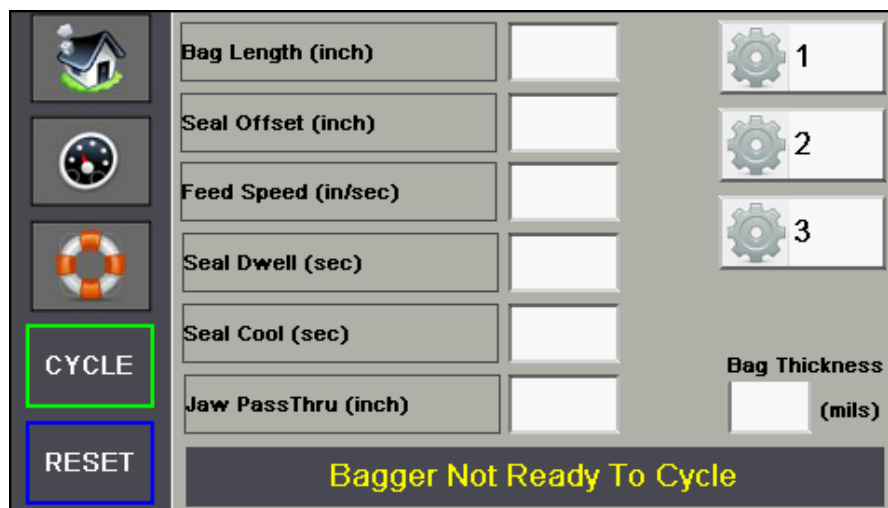 Bag Length (inch)
Seal Offset (inch)
Feed Speed (in/sec)
Seal Dwell (sec)
Seal Cool (sec)
Jaw PassThru (inch)
1
2
3
Bag Thickness
(mils)
CYCLE
RESET
Bagger Not Ready To Cycle